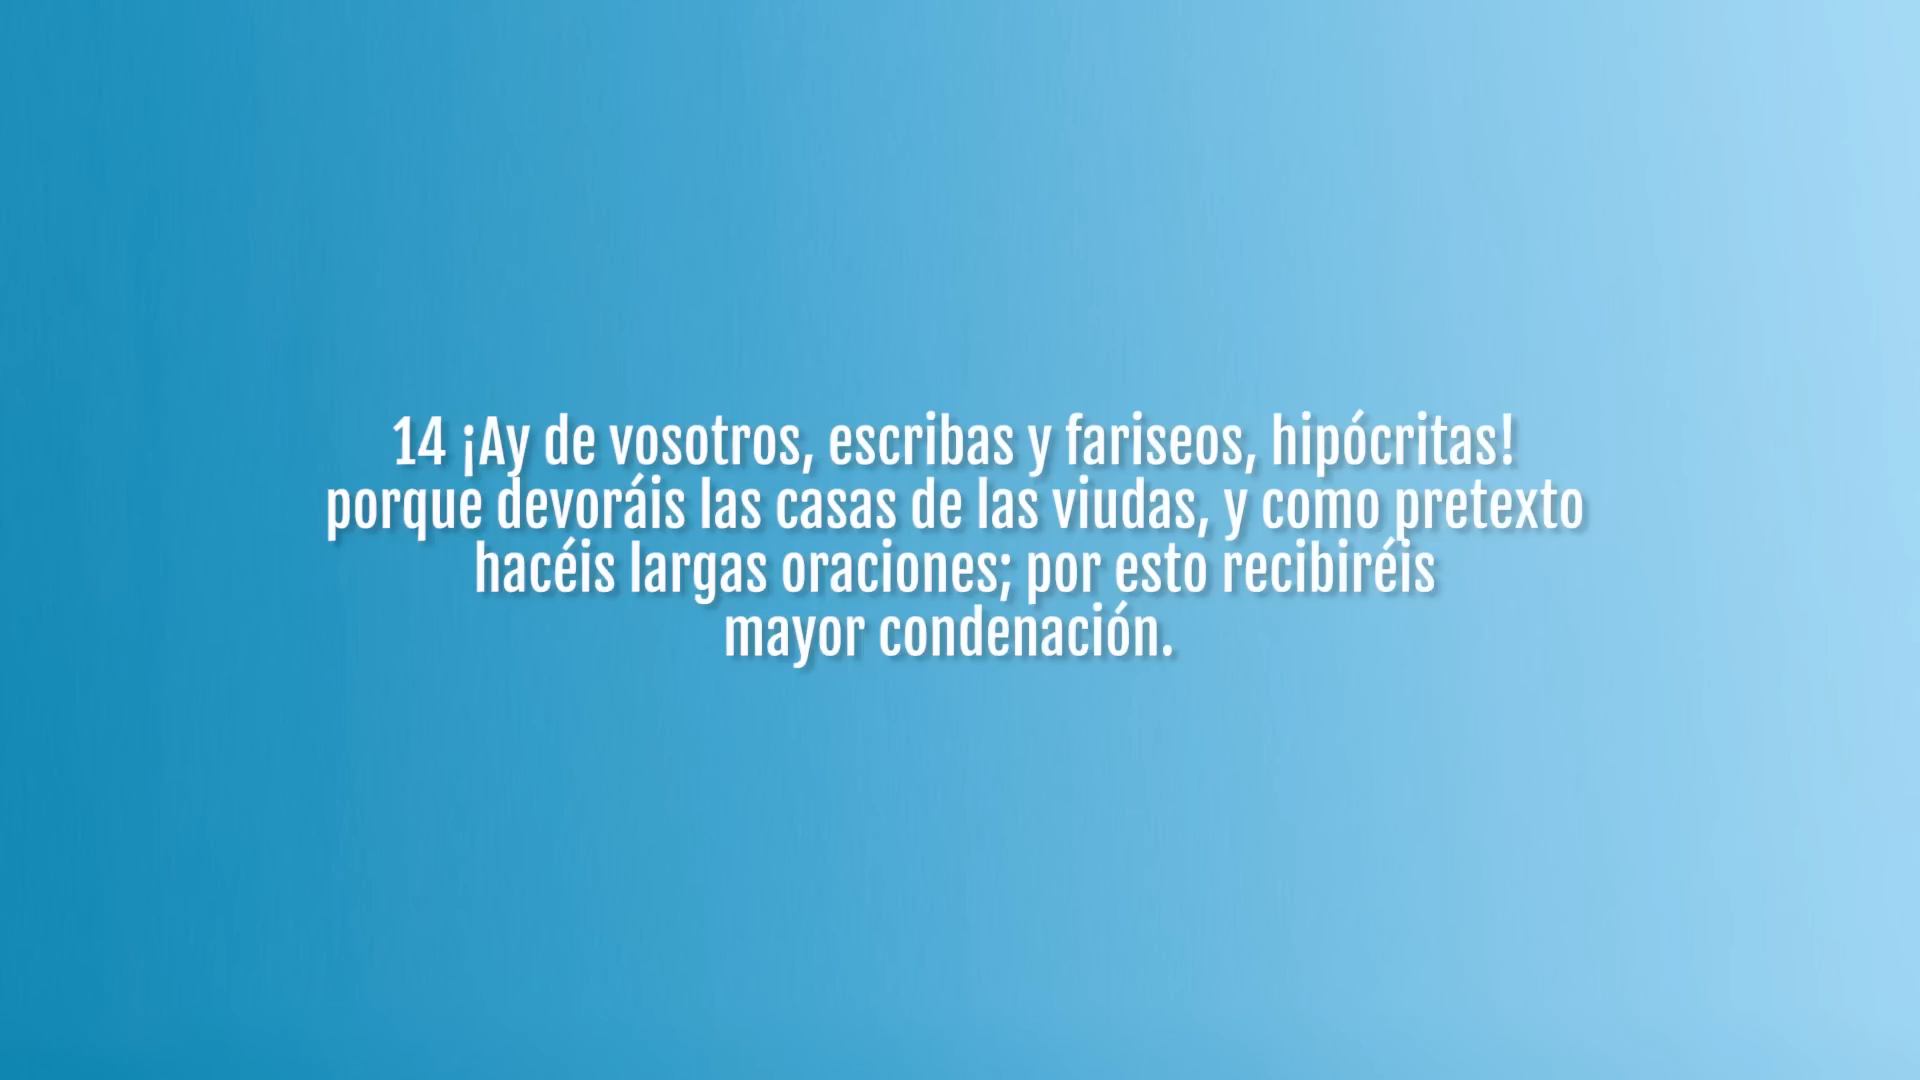 14 ¡Ay de vosotros, escribas y fariseos, hipócritas!
porque devoráis las casas de las viudas, y como pretexto
hacéis largas oraciones; por esto recibiréis
mayor condenación.